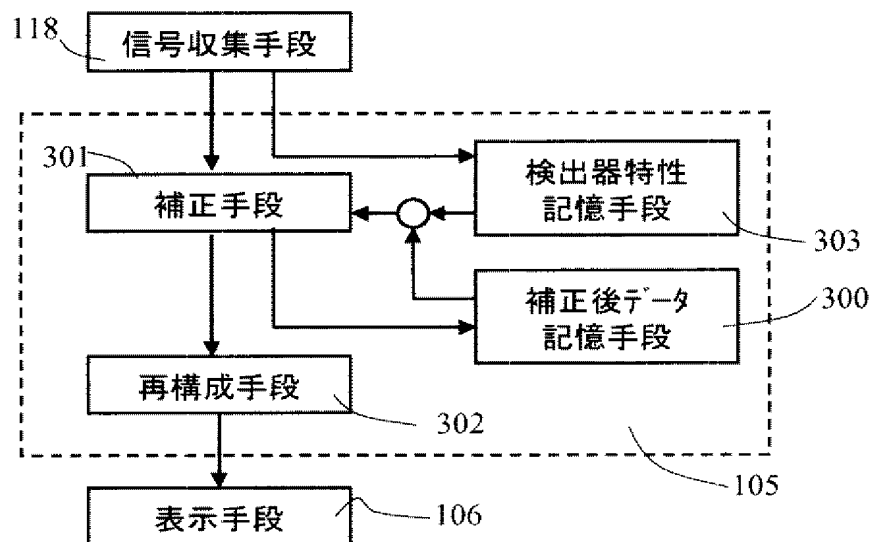 118
信号収集手段
301
補正手段
検出器特性
記憶手段
303
補正後データ
記憶手段
300
再構成手段
302
105
表示手段
106